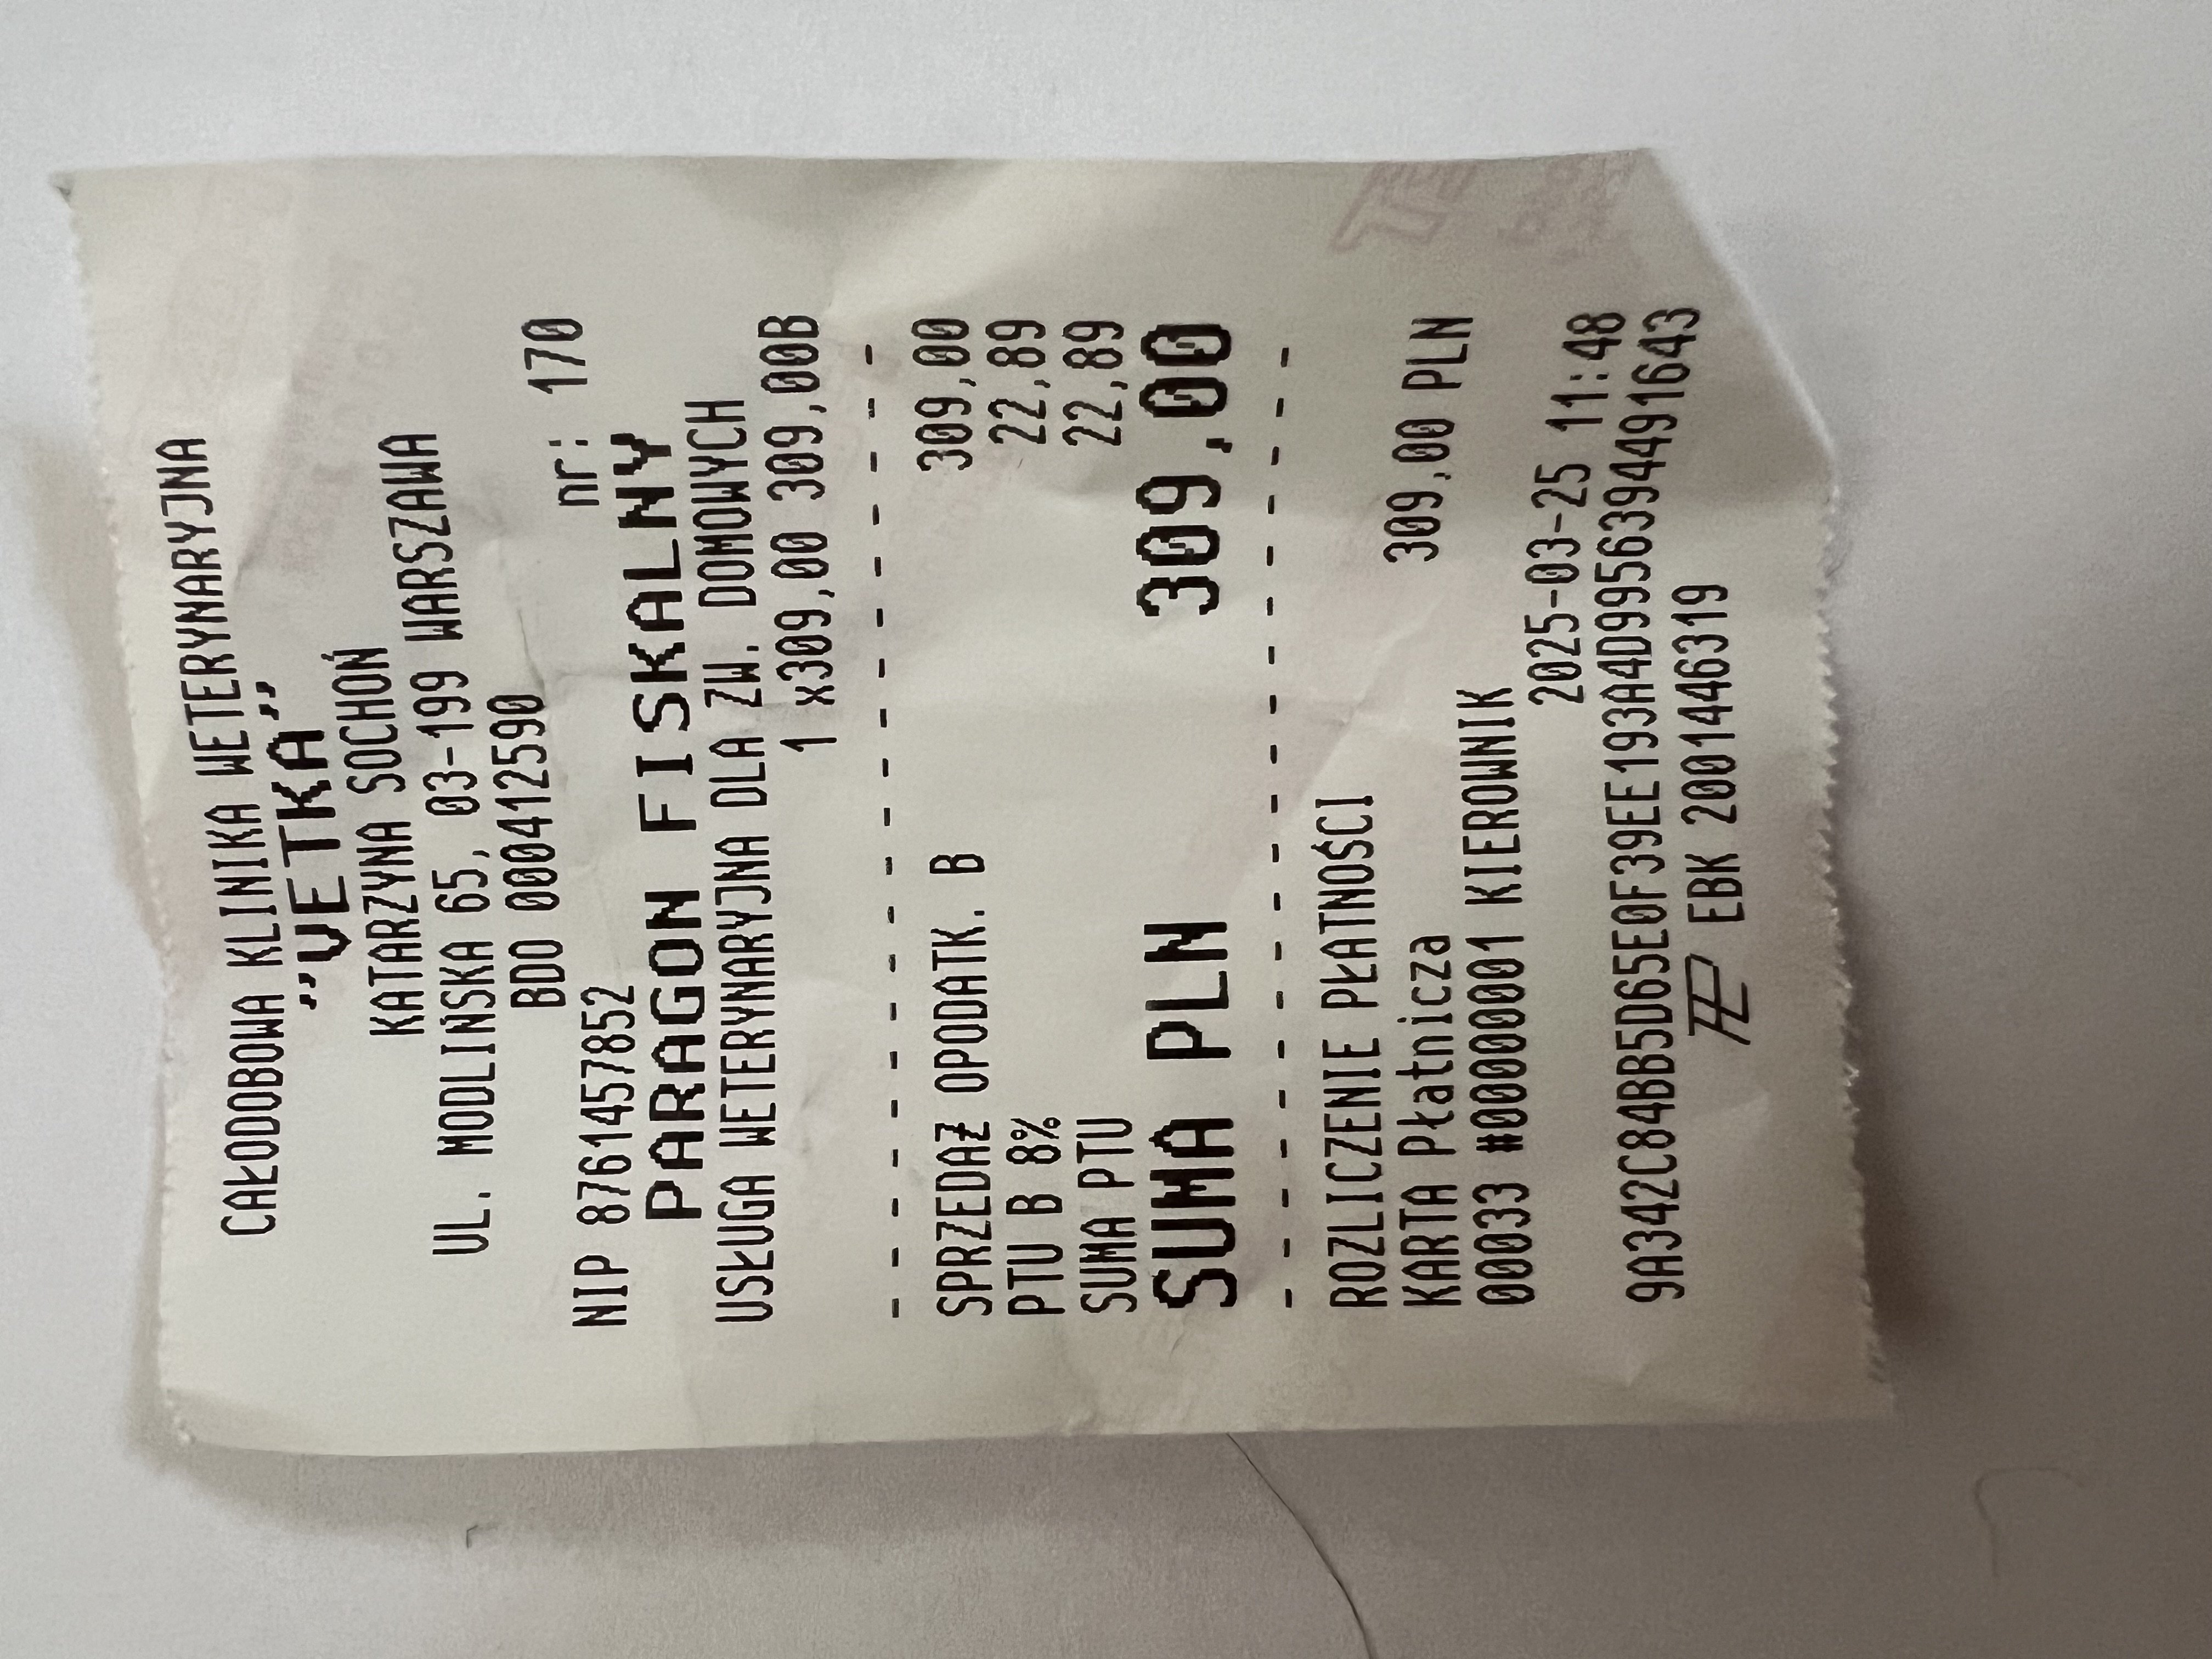 CAŁODOBOWA KLINIKA WETERYNARYJNA
,,VETKA,,
KATARZYNA SOCHOŃ
UL. MODLIŃSKA 65, 03-199 WARSZAWA
BDO 000412590
NIP 8761457852 nr: 170
PARAGON FISKALNY
USŁUGA WETERYNARYJNA DLA ZW. DOMOWYCH
1 x309,00 309,00B
SPRZEDAŻ OPODATK. B 309,00
PTU B 8% 22,89
SUMA PTU 22,89
SUMA PLN 309,00
ROZLICZENIE PŁATNOŚCI
KARTA Płatnicza 309,00 PLN
00033 #00000001 KIEROWNIK
2025-03-25 11:48
9A342C84BB5D65E0F39EE193A4D9956394491643
EBK 2001446319